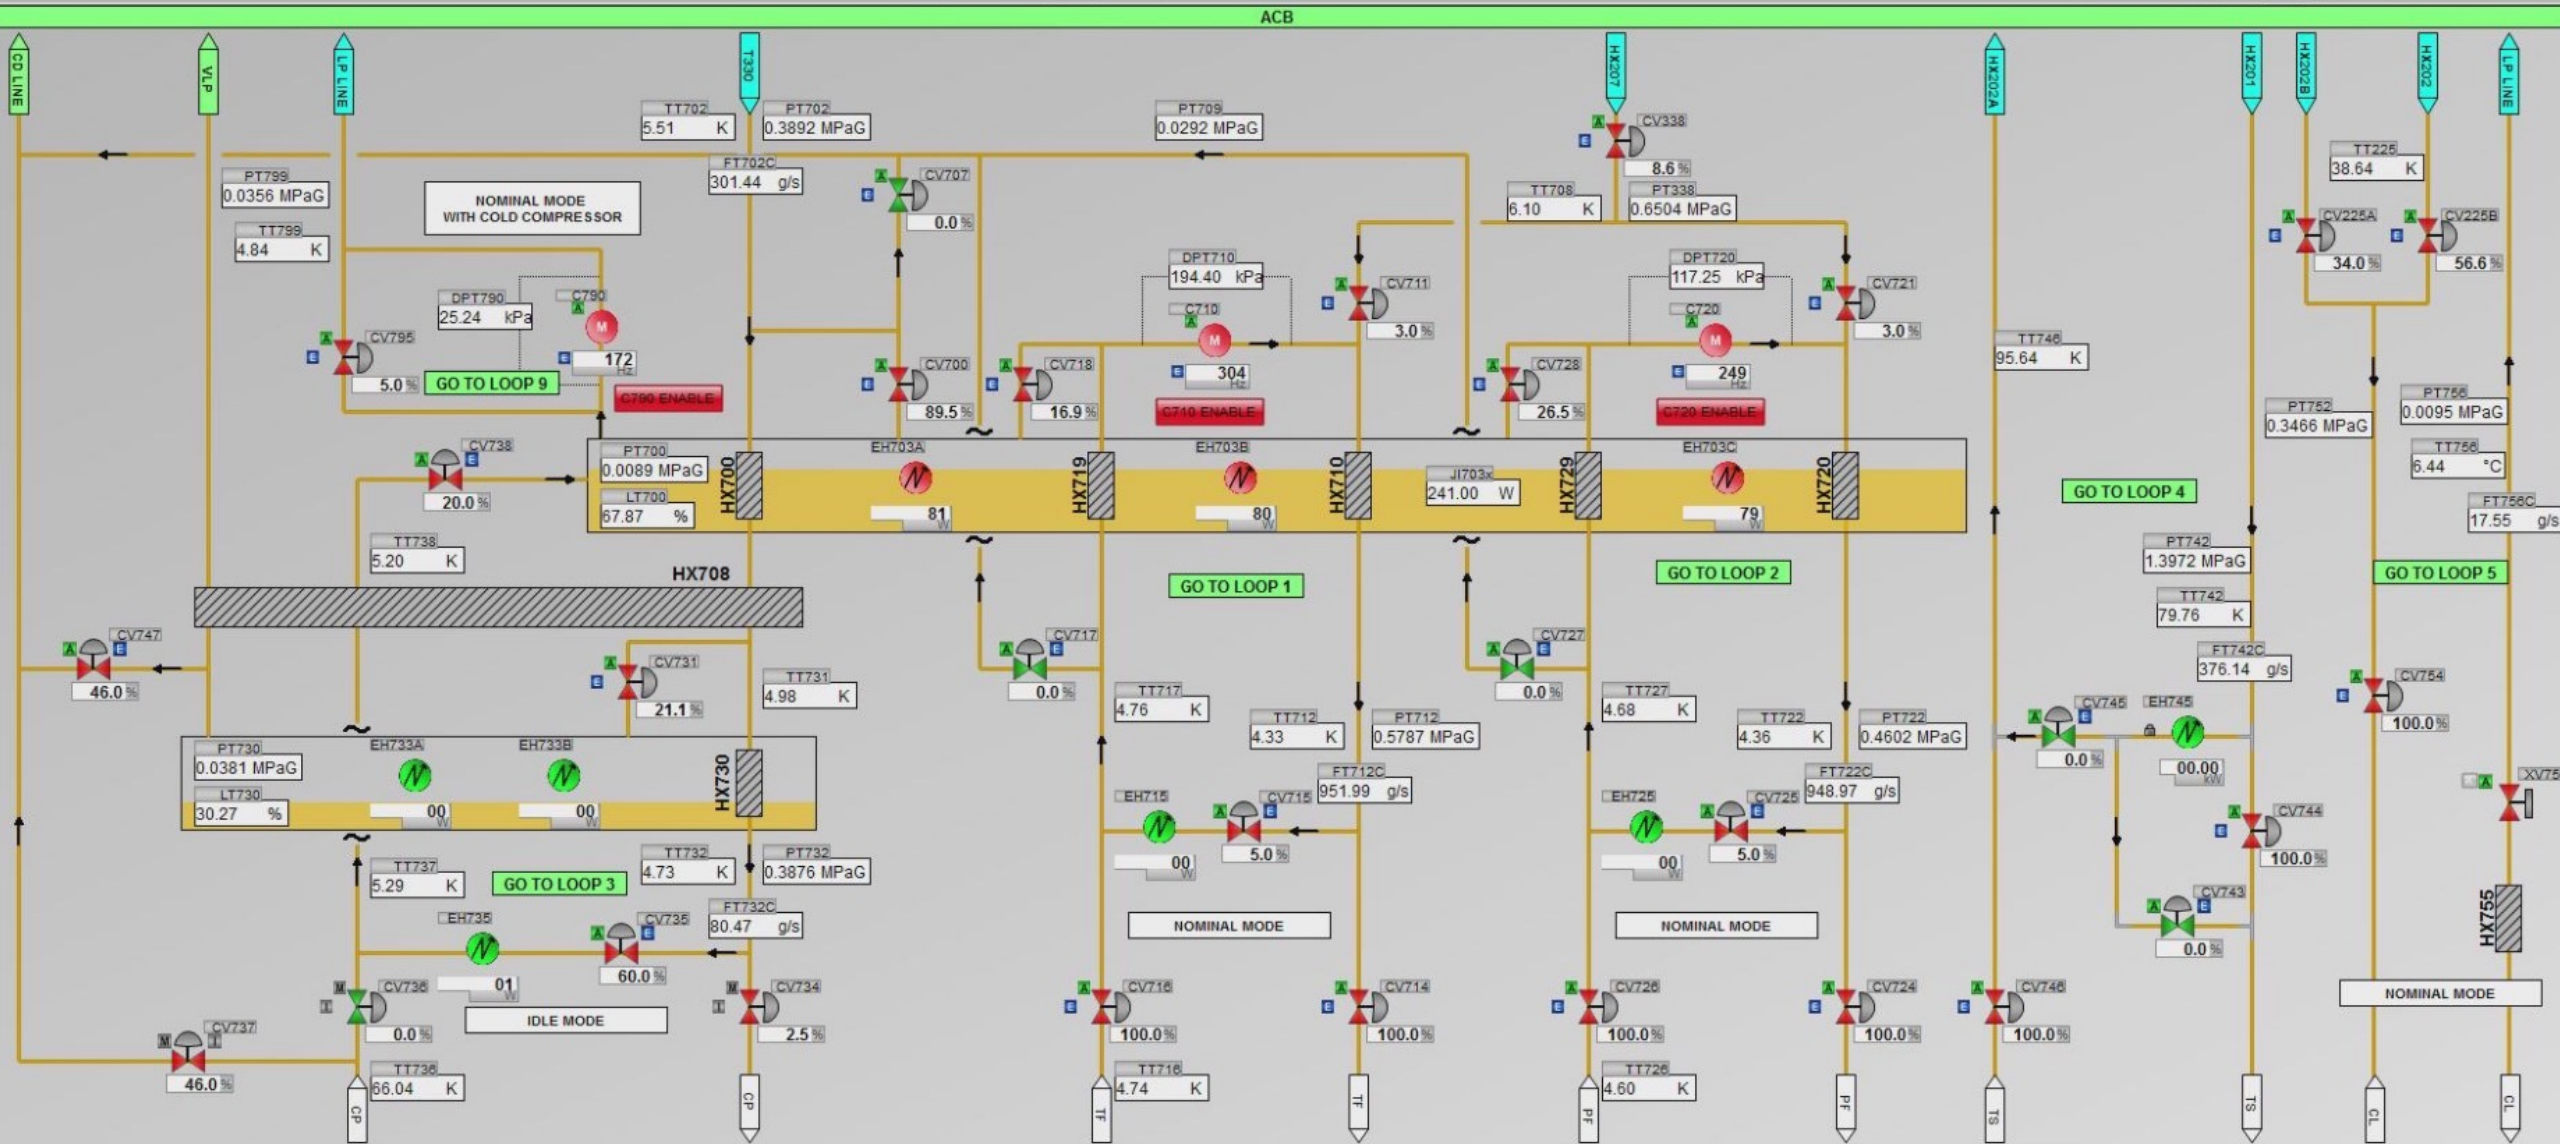 ACB
CD LINE
VLP
LP LINE
T330
HX207
HX202A
HX201
HX202B
HX202
LP LINE
TT702
5.51 K
PT702
0.3892 MPaG
PT709
0.0292 MPaG
CV338
8.6 %
TT225
38.64 K
FT702C
301.44 g/s
PT799
0.0356 MPaG
NOMINAL MODE
WITH COLD COMPRESSOR
CV707
0.0 %
TT708
6.10 K
PT338
0.6504 MPaG
CV225A
34.0 %
CV225B
56.6 %
TT799
4.84 K
DPT710
194.40 kPa
DPT720
117.25 kPa
DPT790
25.24 kPa
C790
M
172
Hz
CV795
5.0 %
GO TO LOOP 9
C790 ENABLE
CV700
89.5 %
CV718
16.9 %
C710
M
304
Hz
C710 ENABLE
CV711
3.0 %
CV728
26.5 %
C720
M
249
Hz
C720 ENABLE
CV721
3.0 %
TT746
95.64 K
PT752
0.3466 MPaG
PT756
0.0095 MPaG
TT756
6.44 °C
FT756C
17.55 g/s
CV738
20.0 %
PT700
0.0089 MPaG
LT700
67.87 %
HX700
EH703A
81
W
HX719
EH703B
80
W
HX710
JI703x
241.00 W
HX729
EH703C
79
W
HX720
GO TO LOOP 4
TT738
5.20 K
HX708
GO TO LOOP 1
GO TO LOOP 2
PT742
1.3972 MPaG
TT742
79.76 K
FT742C
376.14 g/s
GO TO LOOP 5
CV747
46.0 %
CV731
21.1 %
TT731
4.98 K
CV717
0.0 %
TT717
4.76 K
TT712
4.33 K
PT712
0.5787 MPaG
CV727
0.0 %
TT727
4.68 K
TT722
4.36 K
PT722
0.4602 MPaG
CV754
100.0 %
CV745
0.0 %
EH745
00.00
kW
PT730
0.0381 MPaG
LT730
30.27 %
EH733A
00
W
EH733B
00
W
HX730
FT712C
951.99 g/s
FT722C
948.97 g/s
EH715
00
W
CV715
5.0 %
EH725
00
W
CV725
5.0 %
CV744
100.0 %
XV75
TT737
5.29 K
GO TO LOOP 3
TT732
4.73 K
PT732
0.3876 MPaG
FT732C
80.47 g/s
EH735
01
W
CV735
60.0 %
NOMINAL MODE
NOMINAL MODE
CV743
0.0 %
HX755
CV736
0.0 %
IDLE MODE
CV734
2.5 %
CV716
100.0 %
CV714
100.0 %
CV726
100.0 %
CV724
100.0 %
CV746
100.0 %
NOMINAL MODE
CV737
46.0 %
TT736
66.04 K
TT716
4.74 K
TT726
4.60 K
CP
CP
TF
TF
PF
PF
TS
TS
CL
CL